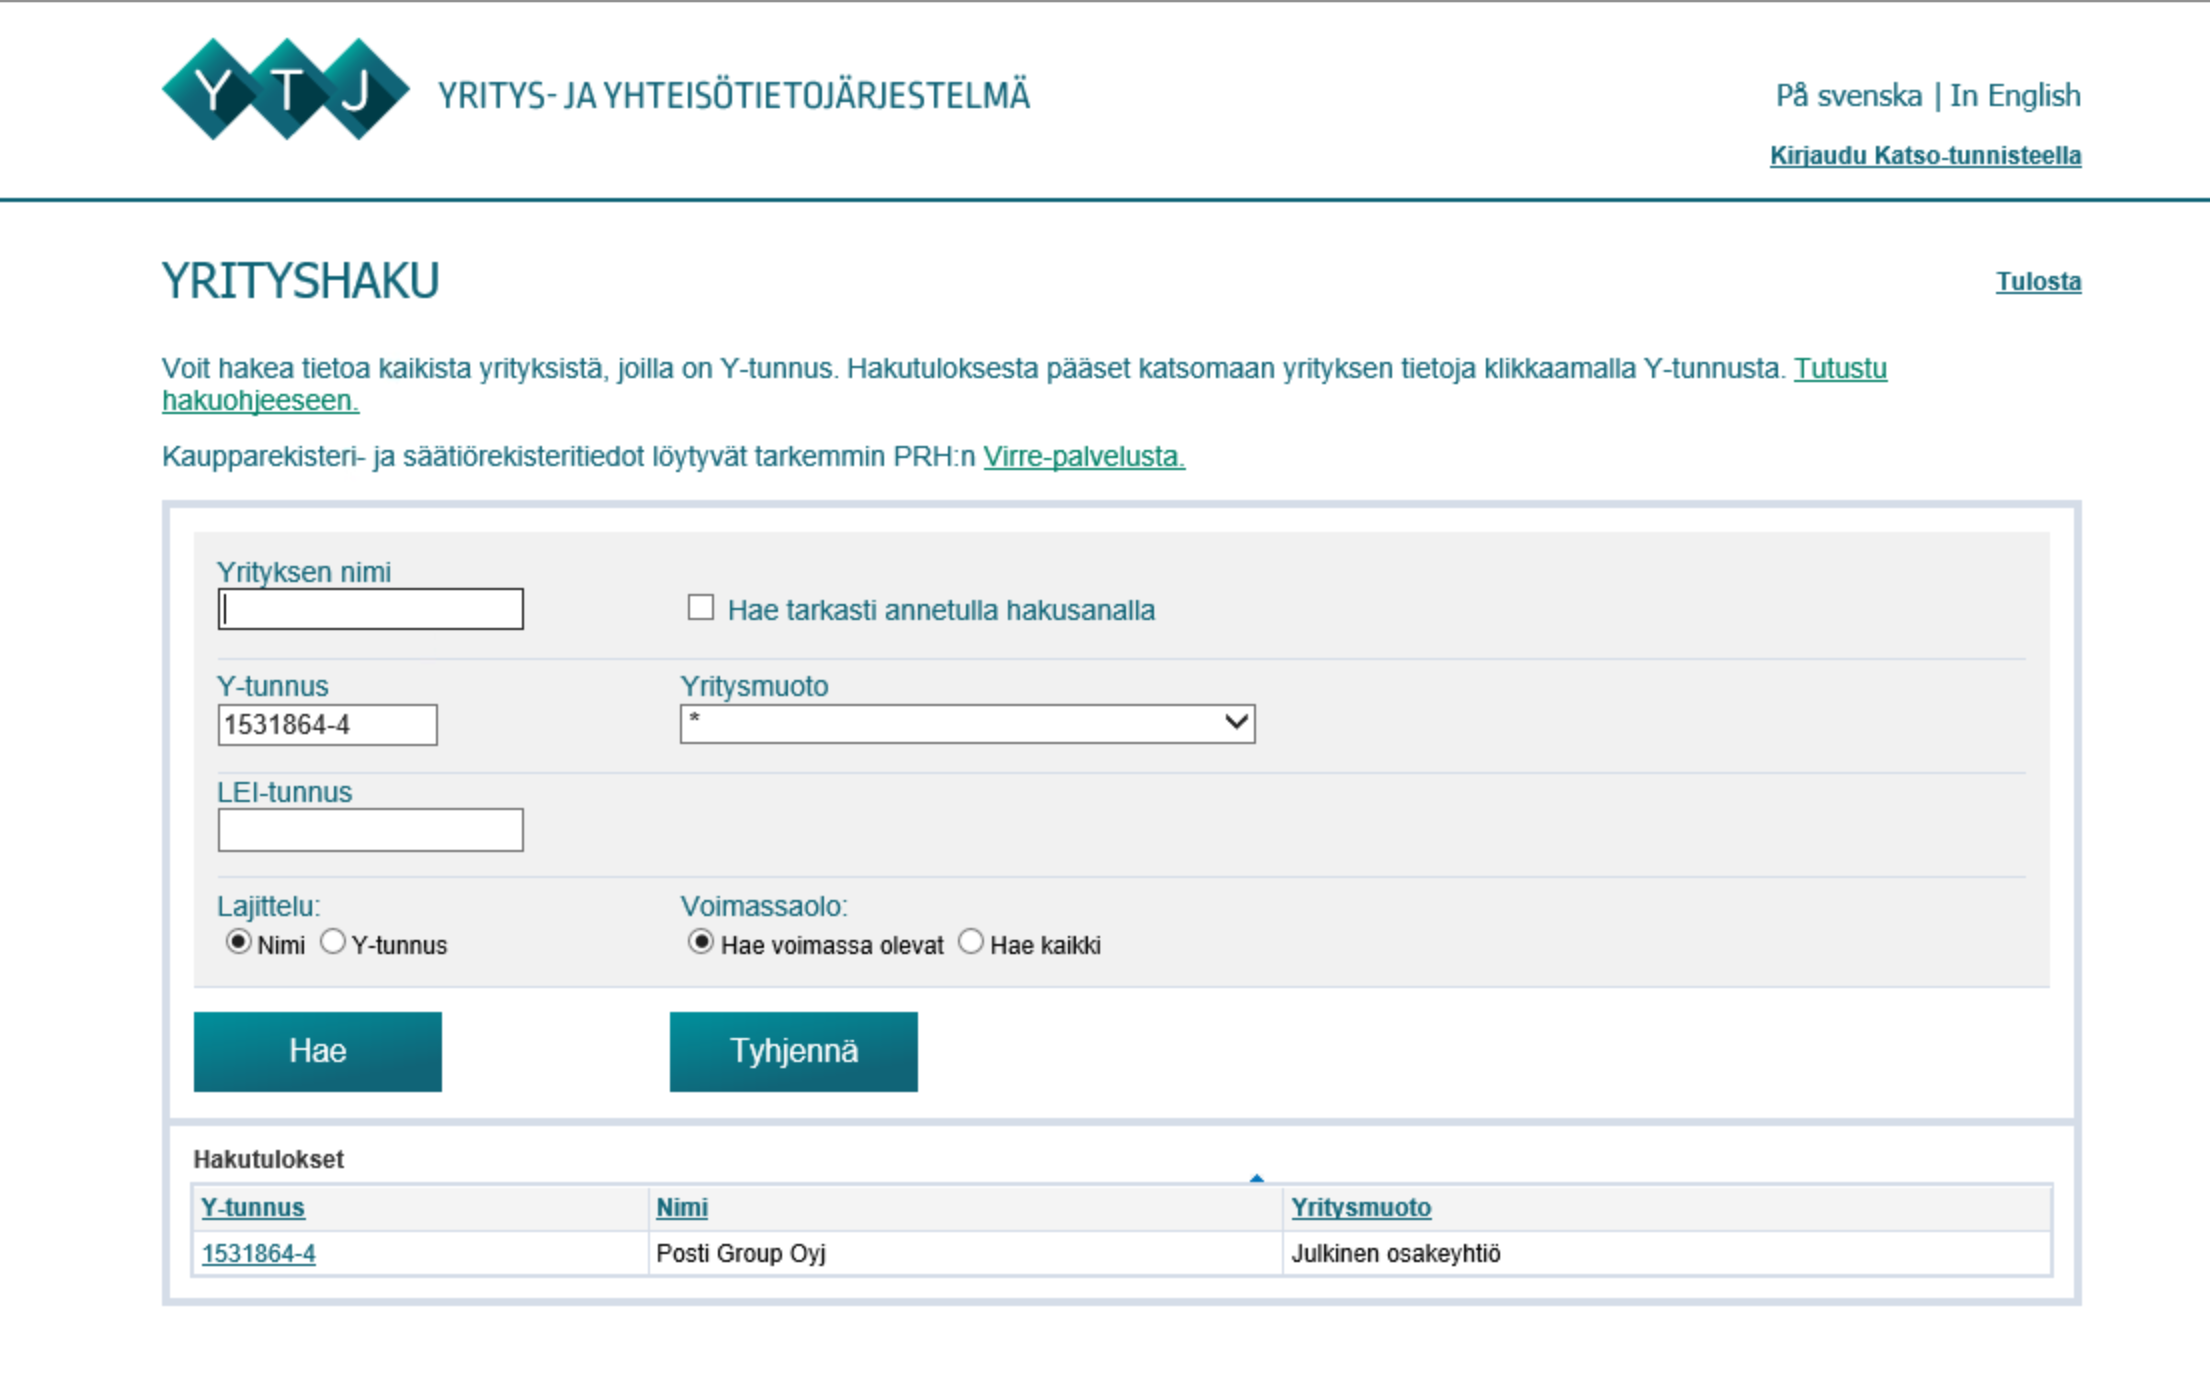 YTJ YRITYS- JA YHTEISÖTIETOJÄRJESTELMÄ
På svenska | In English
Kirjaudu Katso-tunnisteella
YRITYSHAKU
Tulosta
Voit hakea tietoa kaikista yrityksistä, joilla on Y-tunnus. Hakutuloksesta pääset katsomaan yrityksen tietoja klikkaamalla Y-tunnusta. Tutustu
hakuohjeeseen.
Kaupparekisteri- ja säätiörekisteritiedot löytyvät tarkemmin PRH:n Virre-palvelusta.
Yrityksen nimi
Hae tarkasti annetulla hakusanalla
Y-tunnus Yritysmuoto
1531864-4 *
LEI-tunnus
Lajittelu: Voimassaolo:
Nimi Y-tunnus Hae voimassa olevat Hae kaikki
Hae Tyhjennä
Hakutulokset
Y-tunnus Nimi Yritysmuoto
1531864-4 Posti Group Oyj Julkinen osakeyhtiö